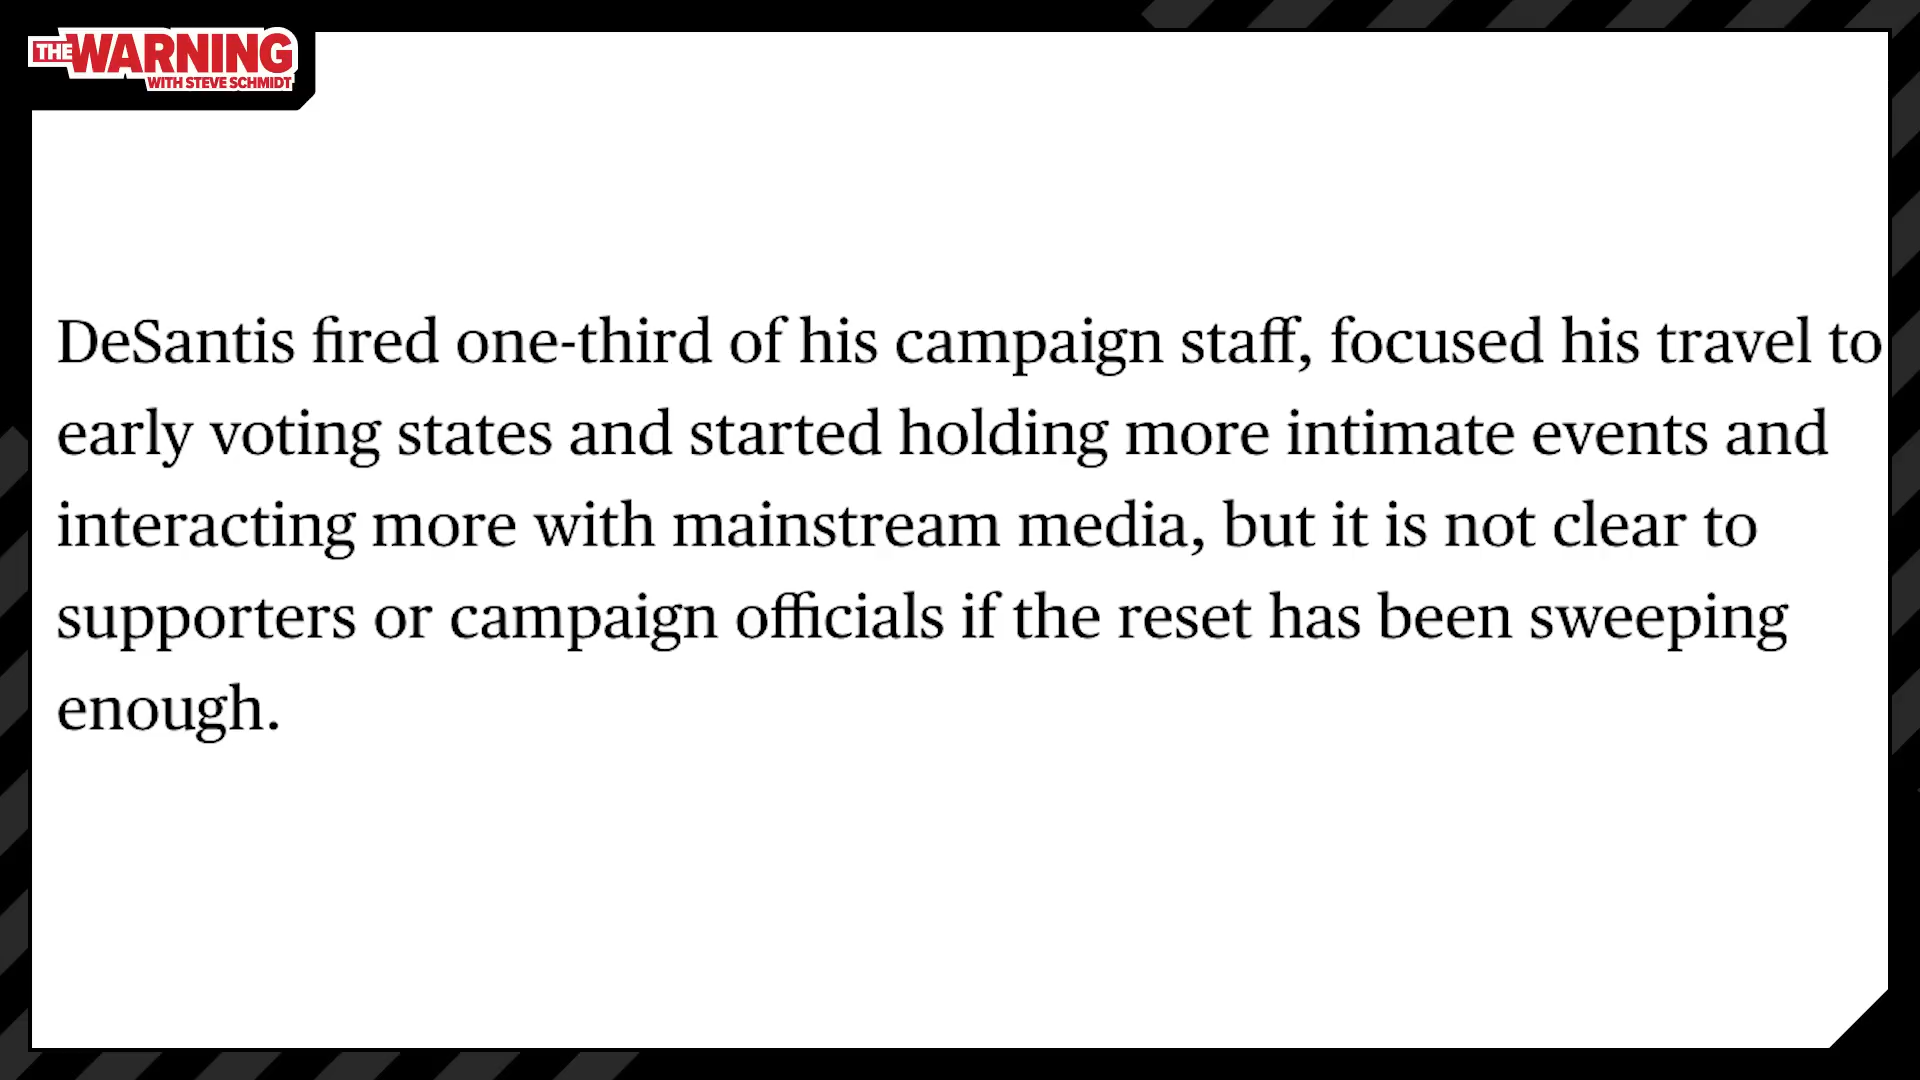 THE WARNING
WITH STEVE SCHMIDT
DeSantis fired one-third of his campaign staff, focused his travel to
early voting states and started holding more intimate events and
interacting more with mainstream media, but it is not clear to
supporters or campaign officials if the reset has been sweeping
enough.